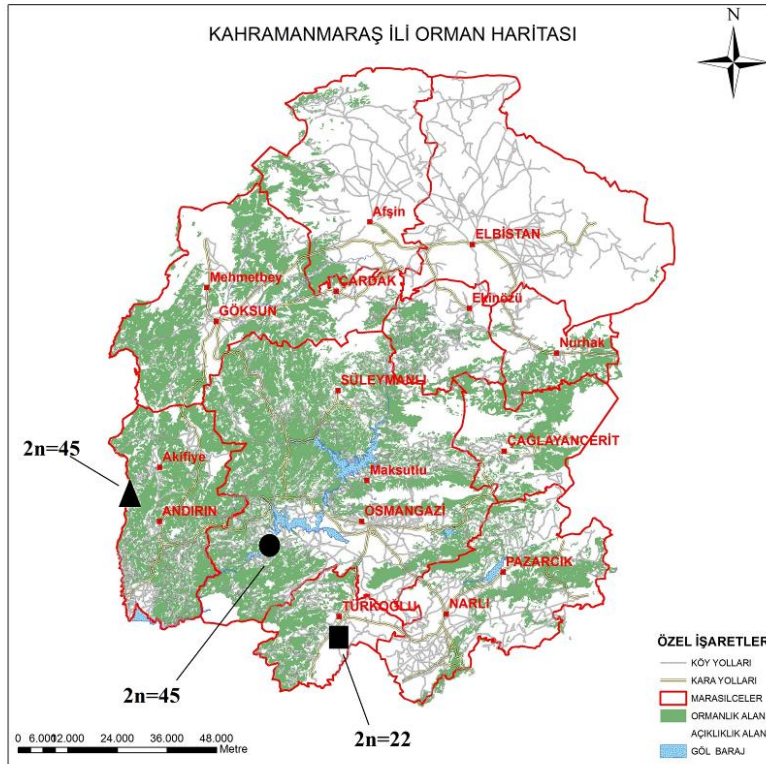 KAHRAMANMARAŞ İLİ ORMAN HARİTASI
N
Afşin
ELBİSTAN
Mehmetbey
ÇARDAK
Ekinözü
GÖKSUN
Nurhak
SÜLEYMANLI
2n=45
Akifiye
ÇAĞLAYANCERİT
Maksutlu
ANDIRIN
OSMANGAZİ
PAZARCIK
TÜRKOĞLU
NARLI
2n=45
2n=22
ÖZEL İŞARETLER
KÖY YOLLARI
KARA YOLLARI
MARASILCELER
ORMANLIK ALAN
AÇIKLIKLIK ALAN
GÖL BARAJ
0 6.000 12.000 24.000 36.000 48.000
Metre